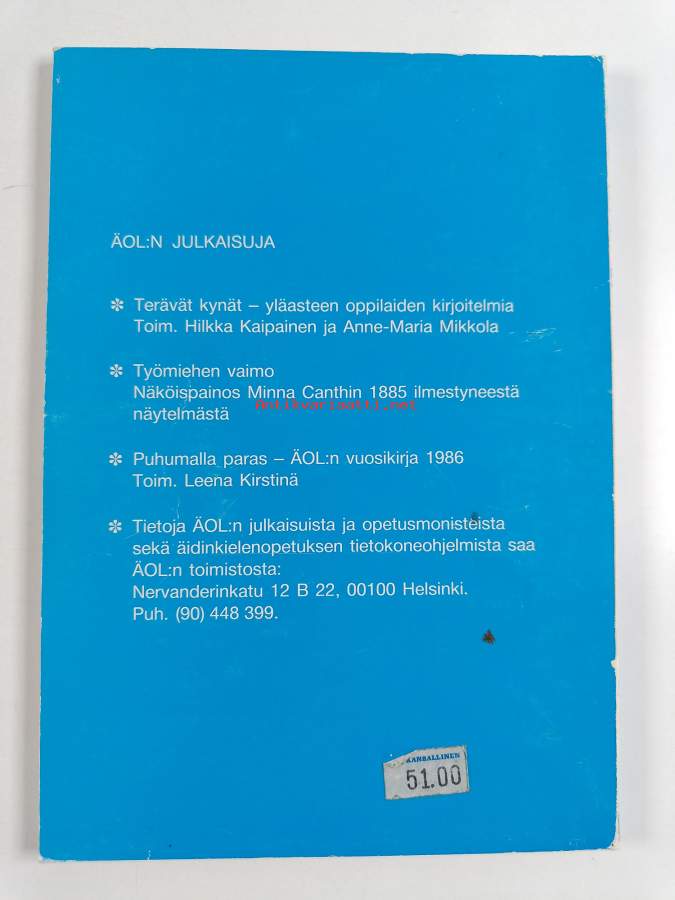 ÄOL:N JULKAISUJA
✽ Terävät kynät – yläasteen oppilaiden kirjoitelmia
Toim. Hilkka Kaipainen ja Anne-Maria Mikkola
✽ Työmiehen vaimo
Näköispainos Minna Canthin 1885 ilmestyneestä
Antikvariaatti.net
näytelmästä
✽ Puhumalla paras – ÄOL:n vuosikirja 1986
Toim. Leena Kirstinä
✽ Tietoja ÄOL:n julkaisuista ja opetusmonisteista
sekä äidinkielenopetuksen tietokoneohjelmista saa
ÄOL:n toimistosta:
Nervanderinkatu 12 B 22, 00100 Helsinki.
Puh. (90) 448 399.
KANSALLINEN
51.00